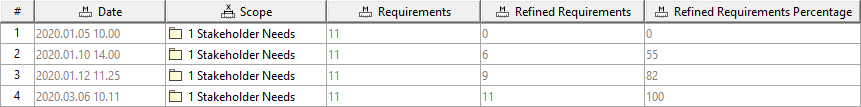 # Date Scope Requirements Refined Requirements Refined Requirements Percentage
1 2020.01.05 10.00 1 Stakeholder Needs 11 0 0
2 2020.01.10 14.00 1 Stakeholder Needs 11 6 55
3 2020.01.12 11.25 1 Stakeholder Needs 11 9 82
4 2020.03.06 10.11 1 Stakeholder Needs 11 11 100